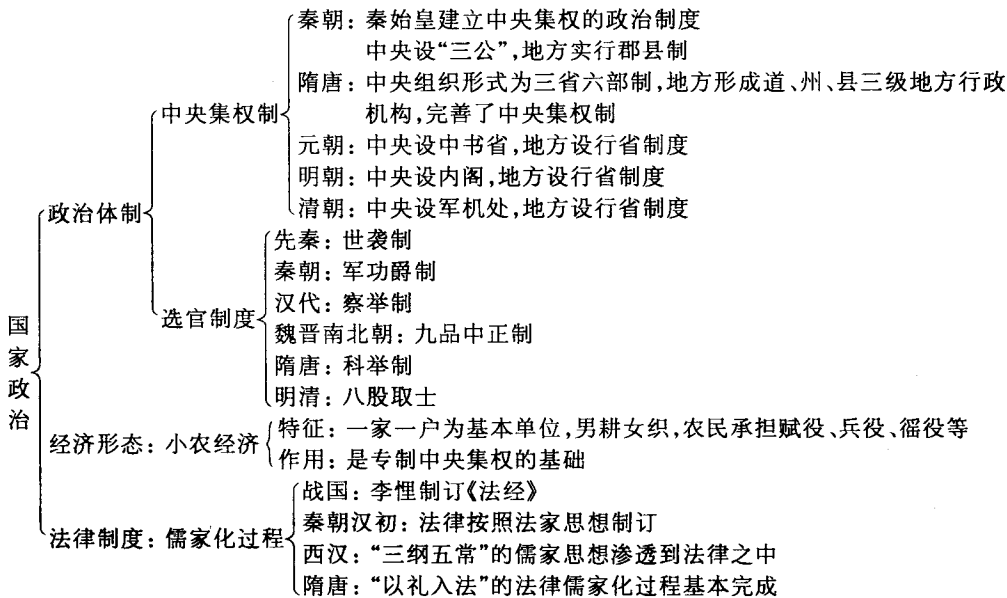 国家政治
政治体制
中央集权制
秦朝：秦始皇建立中央集权的政治制度
中央设“三公”,地方实行郡县制
隋唐：中央组织形式为三省六部制,地方形成道、州、县三级地方行政
机构,完善了中央集权制
元朝：中央设中书省,地方设行省制度
明朝：中央设内阁,地方设行省制度
清朝：中央设军机处,地方设行省制度
选官制度
先秦：世袭制
秦朝：军功爵制
汉代：察举制
魏晋南北朝：九品中正制
隋唐：科举制
明清：八股取士
经济形态：小农经济
特征：一家一户为基本单位,男耕女织,农民承担赋役、兵役、徭役等
作用：是专制中央集权的基础
法律制度：儒家化过程
战国：李悝制订《法经》
秦朝汉初：法律按照法家思想制订
西汉：“三纲五常”的儒家思想渗透到法律之中
隋唐：“以礼入法”的法律儒家化过程基本完成